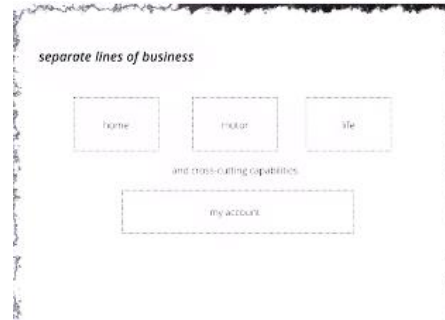 separate lines of business
home motor life
and cross-cutting capabilities
my account